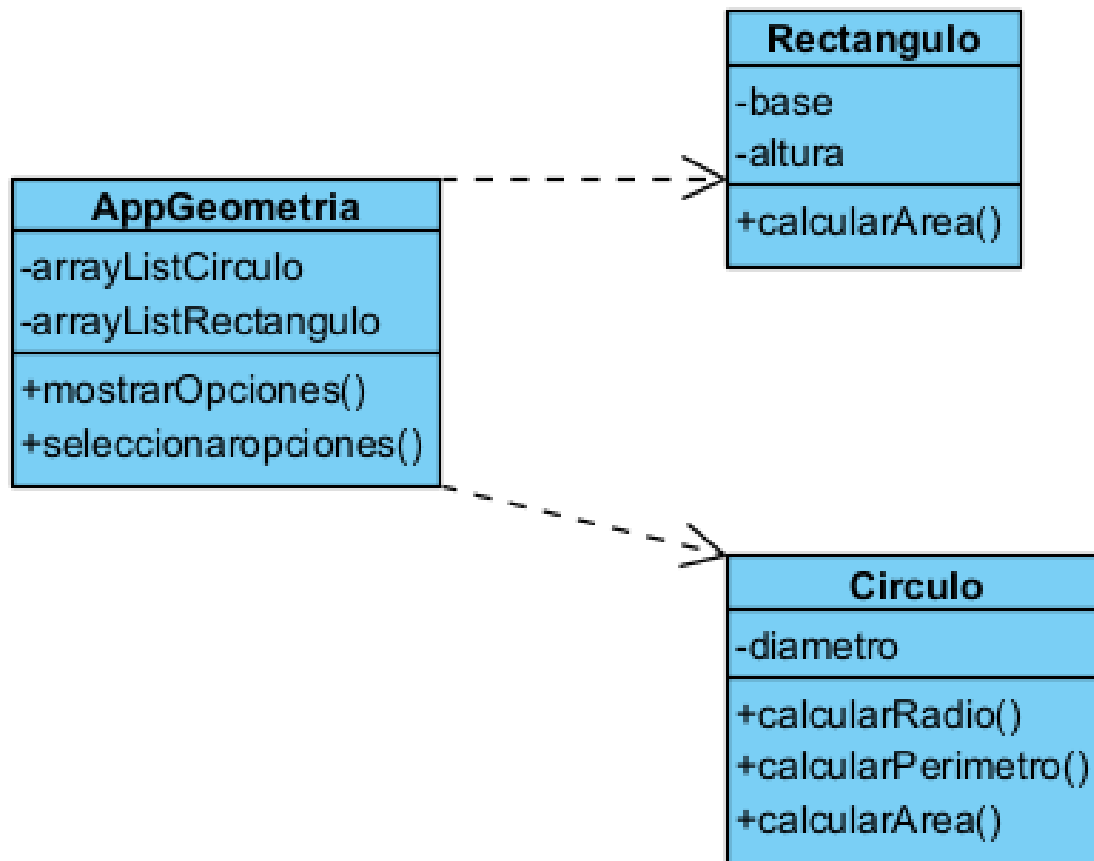 Rectangulo
-base
-altura
+calcularArea()
AppGeometria
-arrayListCirculo
-arrayListRectangulo
+mostrarOpciones()
+seleccionaropciones()
Circulo
-diametro
+calcularRadio()
+calcularPerimetro()
+calcularArea()